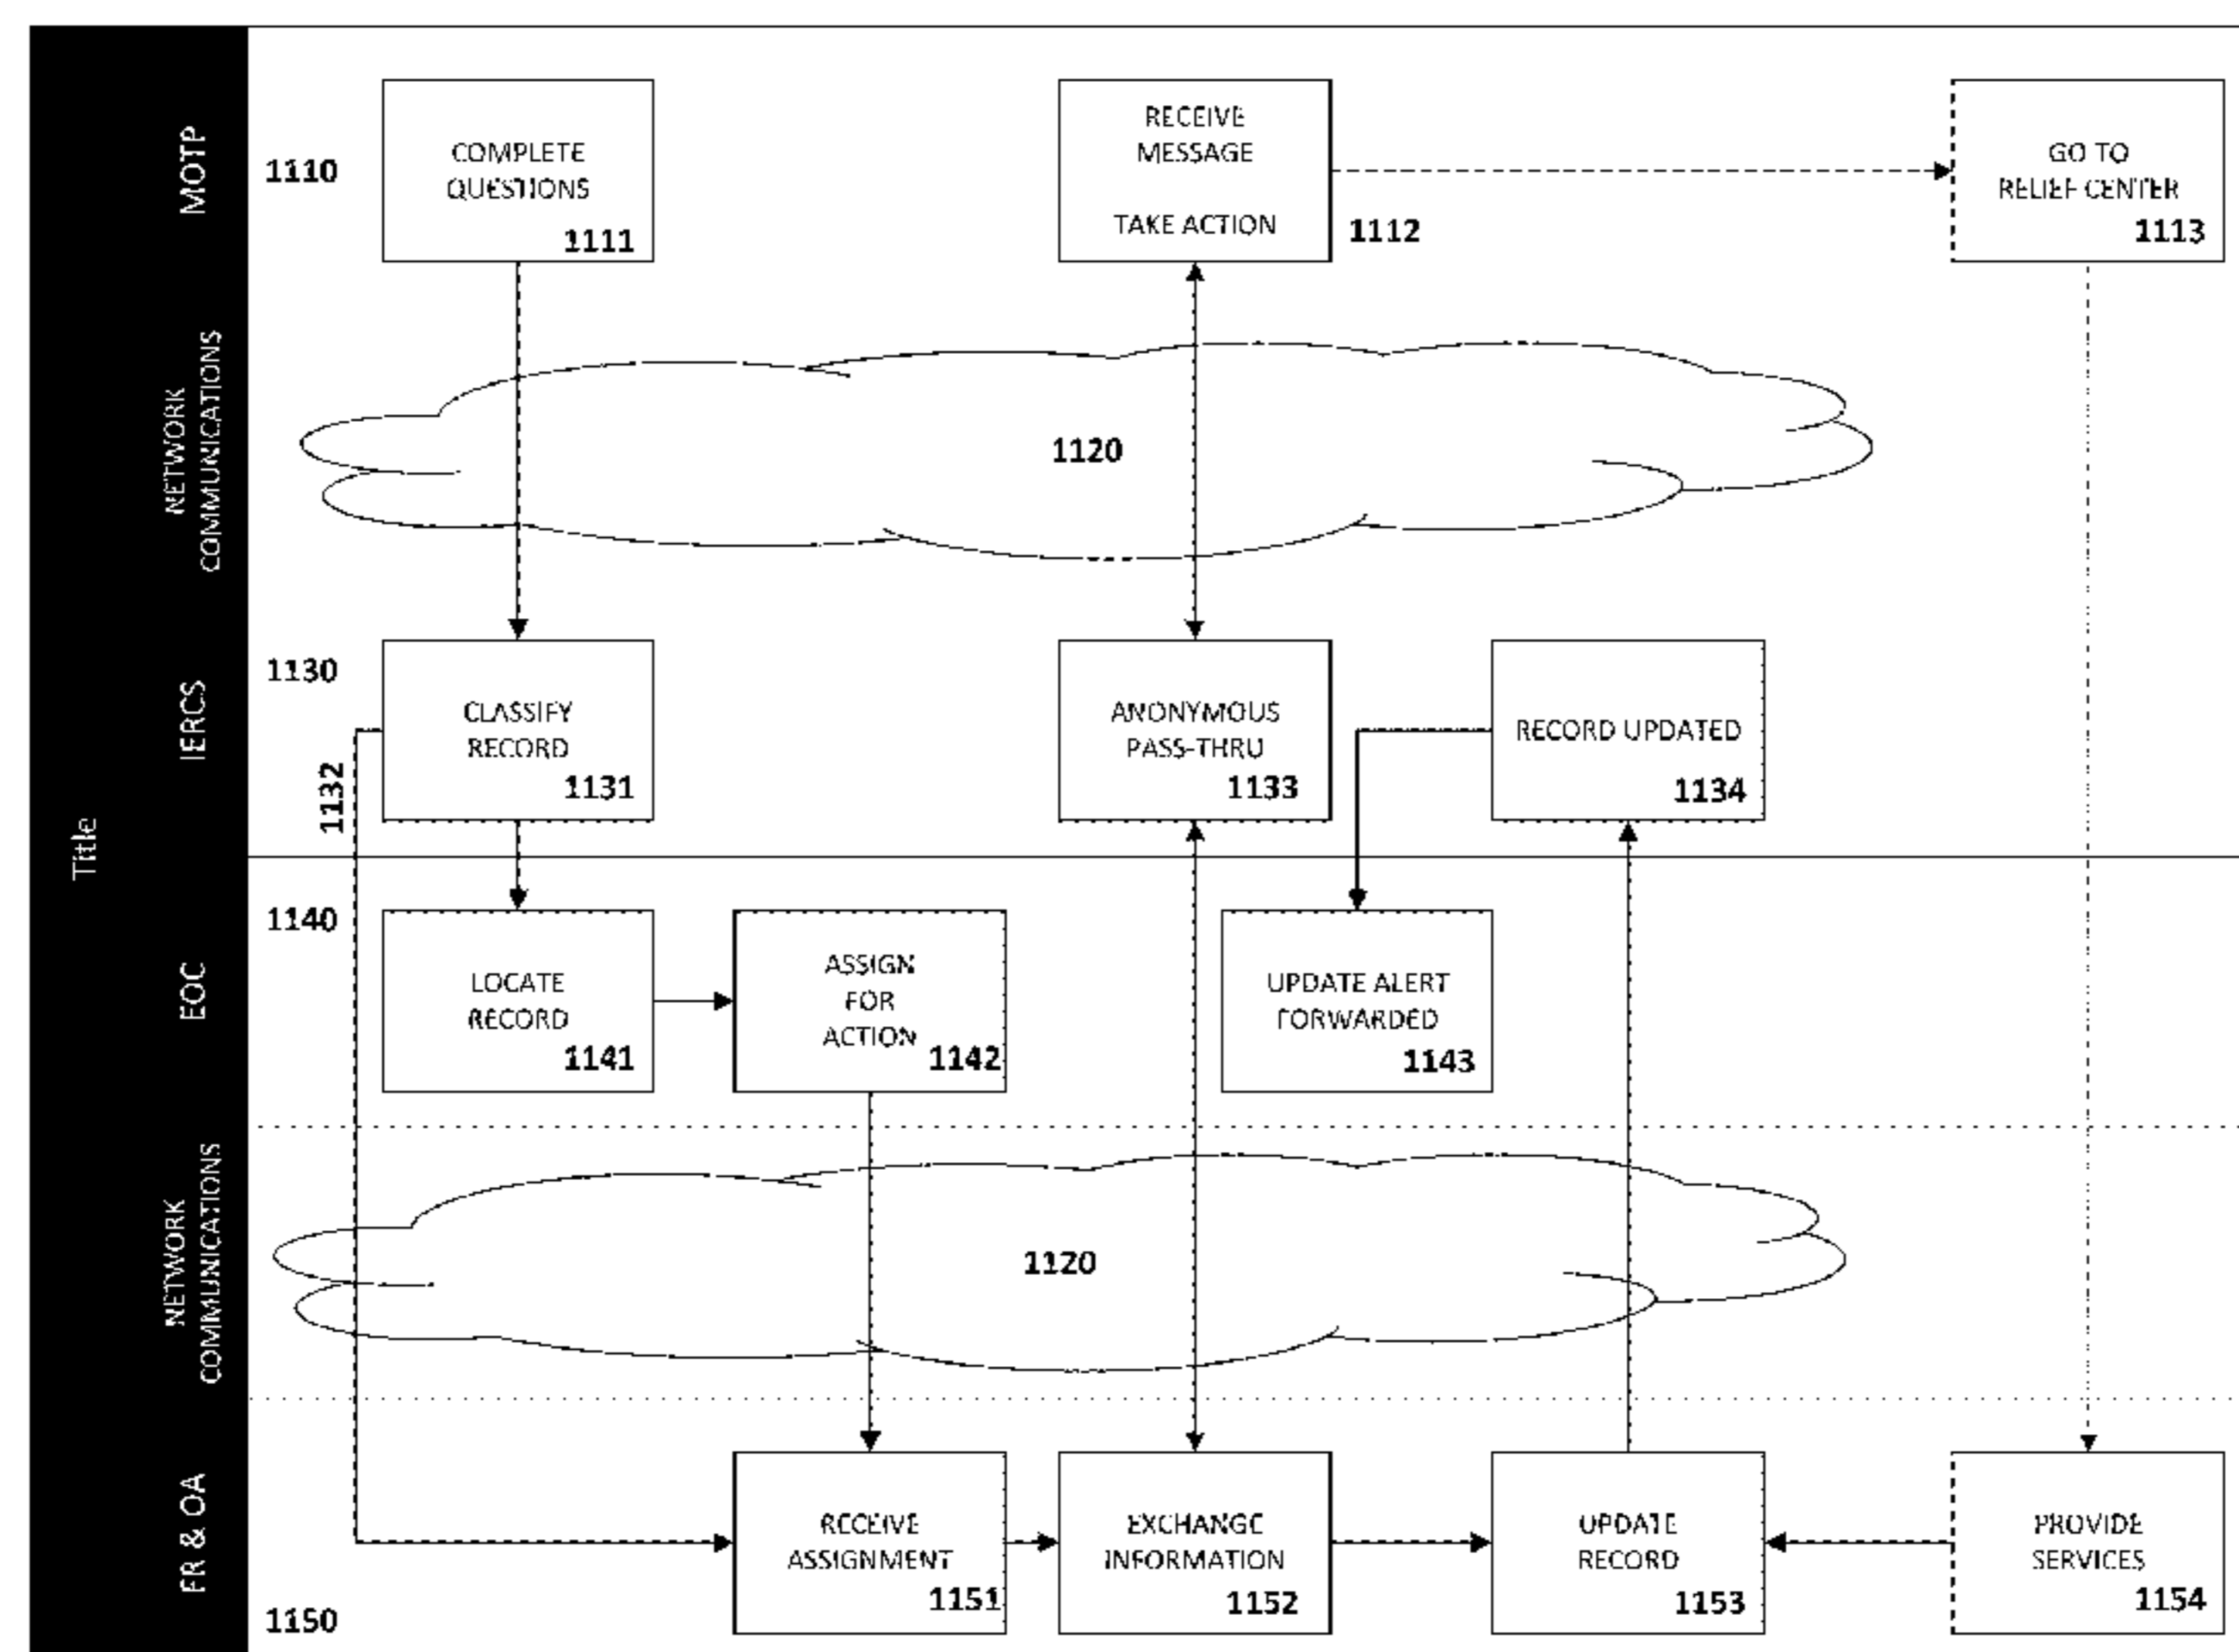 Title
MOTP
1110
COMPLETE
QUESTIONS
1111
RECEIVE
MESSAGE
TAKE ACTION
1112
GO TO
RELIEF CENTER
1113
NETWORK
COMMUNICATIONS
1120
IERCS
1130
1132
CLASSIFY
RECORD
1131
ANONYMOUS
PASS-THRU
1133
RECORD UPDATED
1134
EOC
1140
LOCATE
RECORD
1141
ASSIGN
FOR
ACTION
1142
UPDATE ALERT
FORWARDED
1143
NETWORK
COMMUNICATIONS
1120
FR & OA
1150
RECEIVE
ASSIGNMENT
1151
EXCHANGE
INFORMATION
1152
UPDATE
RECORD
1153
PROVIDE
SERVICES
1154